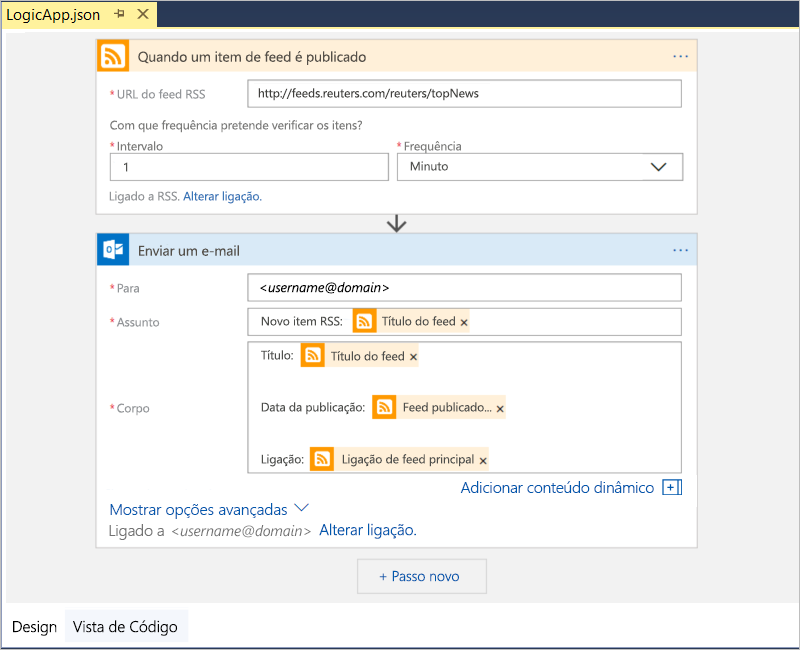 LogicApp.json
Quando um item de feed é publicado
*URL do feed RSS
http://feeds.reuters.com/reuters/topNews
Com que frequência pretende verificar os itens?
*Intervalo
*Frequência
1
Minuto
Ligado a RSS. Alterar ligação.
Enviar um e-mail
*Para
<username@domain>
*Assunto
Novo item RSS: Título do feed ×
Título: Título do feed ×
*Corpo
Data da publicação: Feed publicado... ×
Ligação: Ligação de feed principal ×
Adicionar conteúdo dinâmico
Mostrar opções avançadas
Ligado a <username@domain> Alterar ligação.
+ Passo novo
Design
Vista de Código